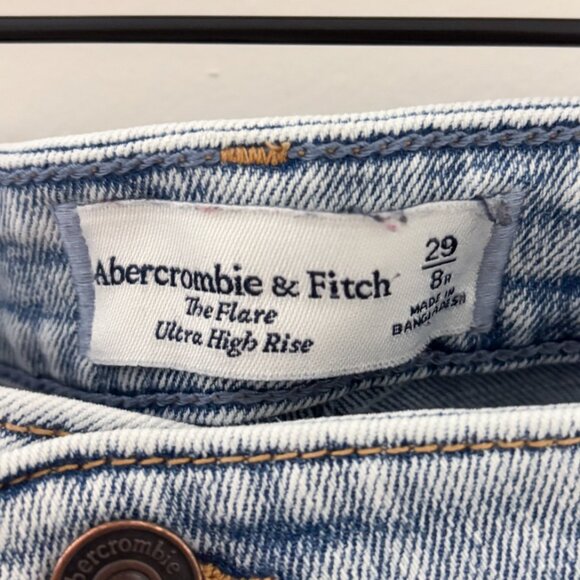 Abercrombie & Fitch
The Flare
Ultra High Rise
29
8R
MADE IN
BANGLADESH
abercrombie